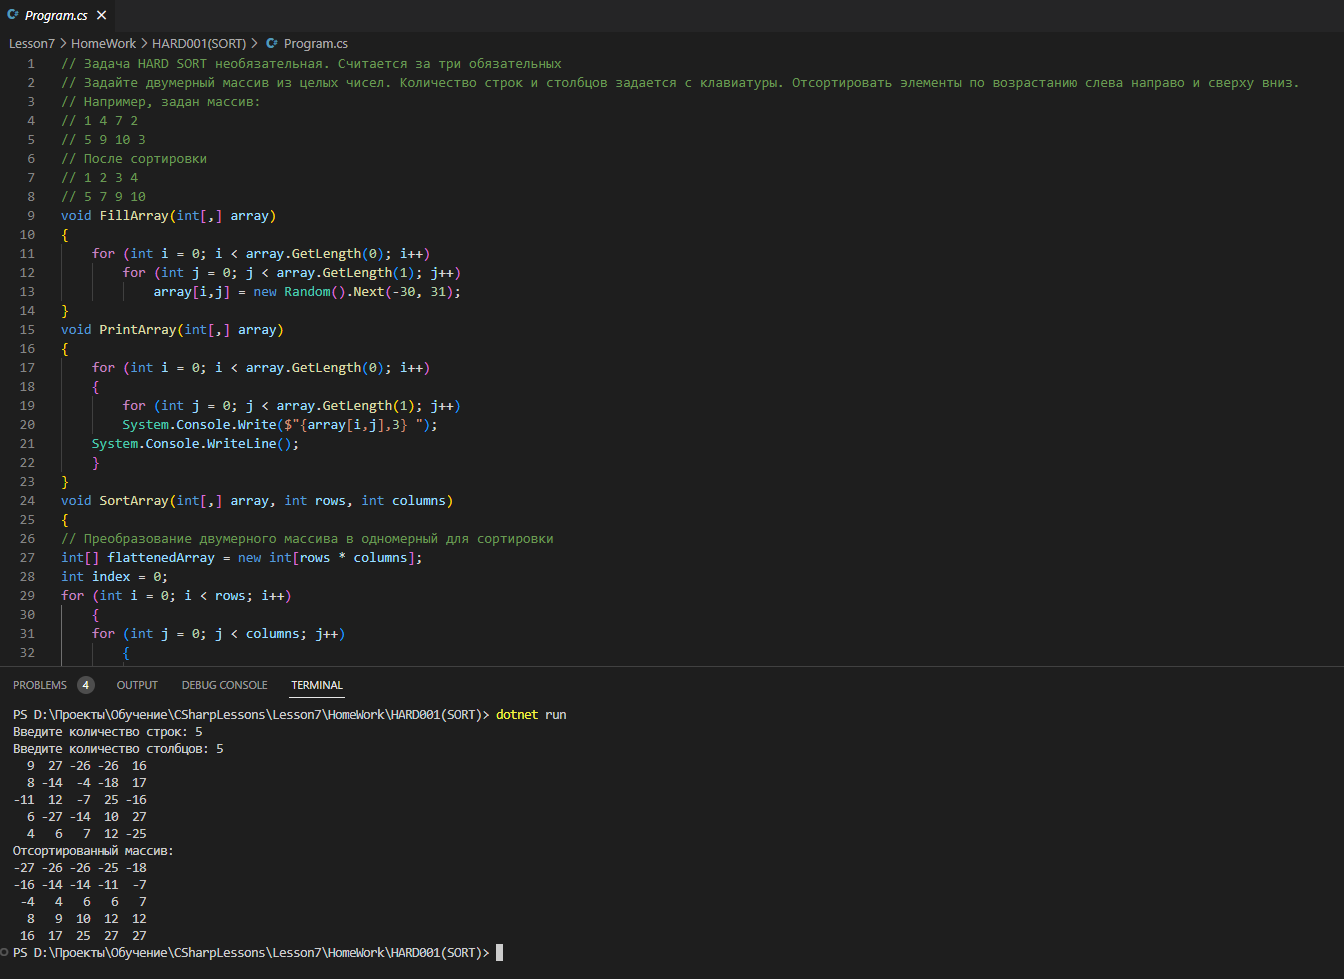 Program.cs
Lesson7 > HomeWork > HARD001(SORT) > Program.cs
1 // Задача HARD SORT необязательная. Считается за три обязательных
2 // Задайте двумерный массив из целых чисел. Количество строк и столбцов задается с клавиатуры. Отсортировать элементы по возрастанию слева направо и сверху вниз.
3 // Например, задан массив:
4 // 1 4 7 2
5 // 5 9 10 3
6 // После сортировки
7 // 1 2 3 4
8 // 5 7 9 10
9 void FillArray(int[,] array)
10 {
11 for (int i = 0; i < array.GetLength(0); i++)
12 for (int j = 0; j < array.GetLength(1); j++)
13 array[i,j] = new Random().Next(-30, 31);
14 }
15 void PrintArray(int[,] array)
16 {
17 for (int i = 0; i < array.GetLength(0); i++)
18 {
19 for (int j = 0; j < array.GetLength(1); j++)
20 System.Console.Write($"{array[i,j],3} ");
21 System.Console.WriteLine();
22 }
23 }
24 void SortArray(int[,] array, int rows, int columns)
25 {
26 // Преобразование двумерного массива в одномерный для сортировки
27 int[] flattenedArray = new int[rows * columns];
28 int index = 0;
29 for (int i = 0; i < rows; i++)
30 {
31 for (int j = 0; j < columns; j++)
32 {
PROBLEMS 4 OUTPUT DEBUG CONSOLE TERMINAL
PS D:\Проекты\Обучение\CSharpLessons\Lesson7\HomeWork\HARD001(SORT)> dotnet run
Введите количество строк: 5
Введите количество столбцов: 5
9 27 -26 -26 16
8 -14 -4 -18 17
-11 12 -7 25 -16
6 -27 -14 10 27
4 6 7 12 -25
Отсортированный массив:
-27 -26 -26 -25 -18
-16 -14 -14 -11 -7
-4 4 6 6 7
8 9 10 12 12
16 17 25 27 27
PS D:\Проекты\Обучение\CSharpLessons\Lesson7\HomeWork\HARD001(SORT)>